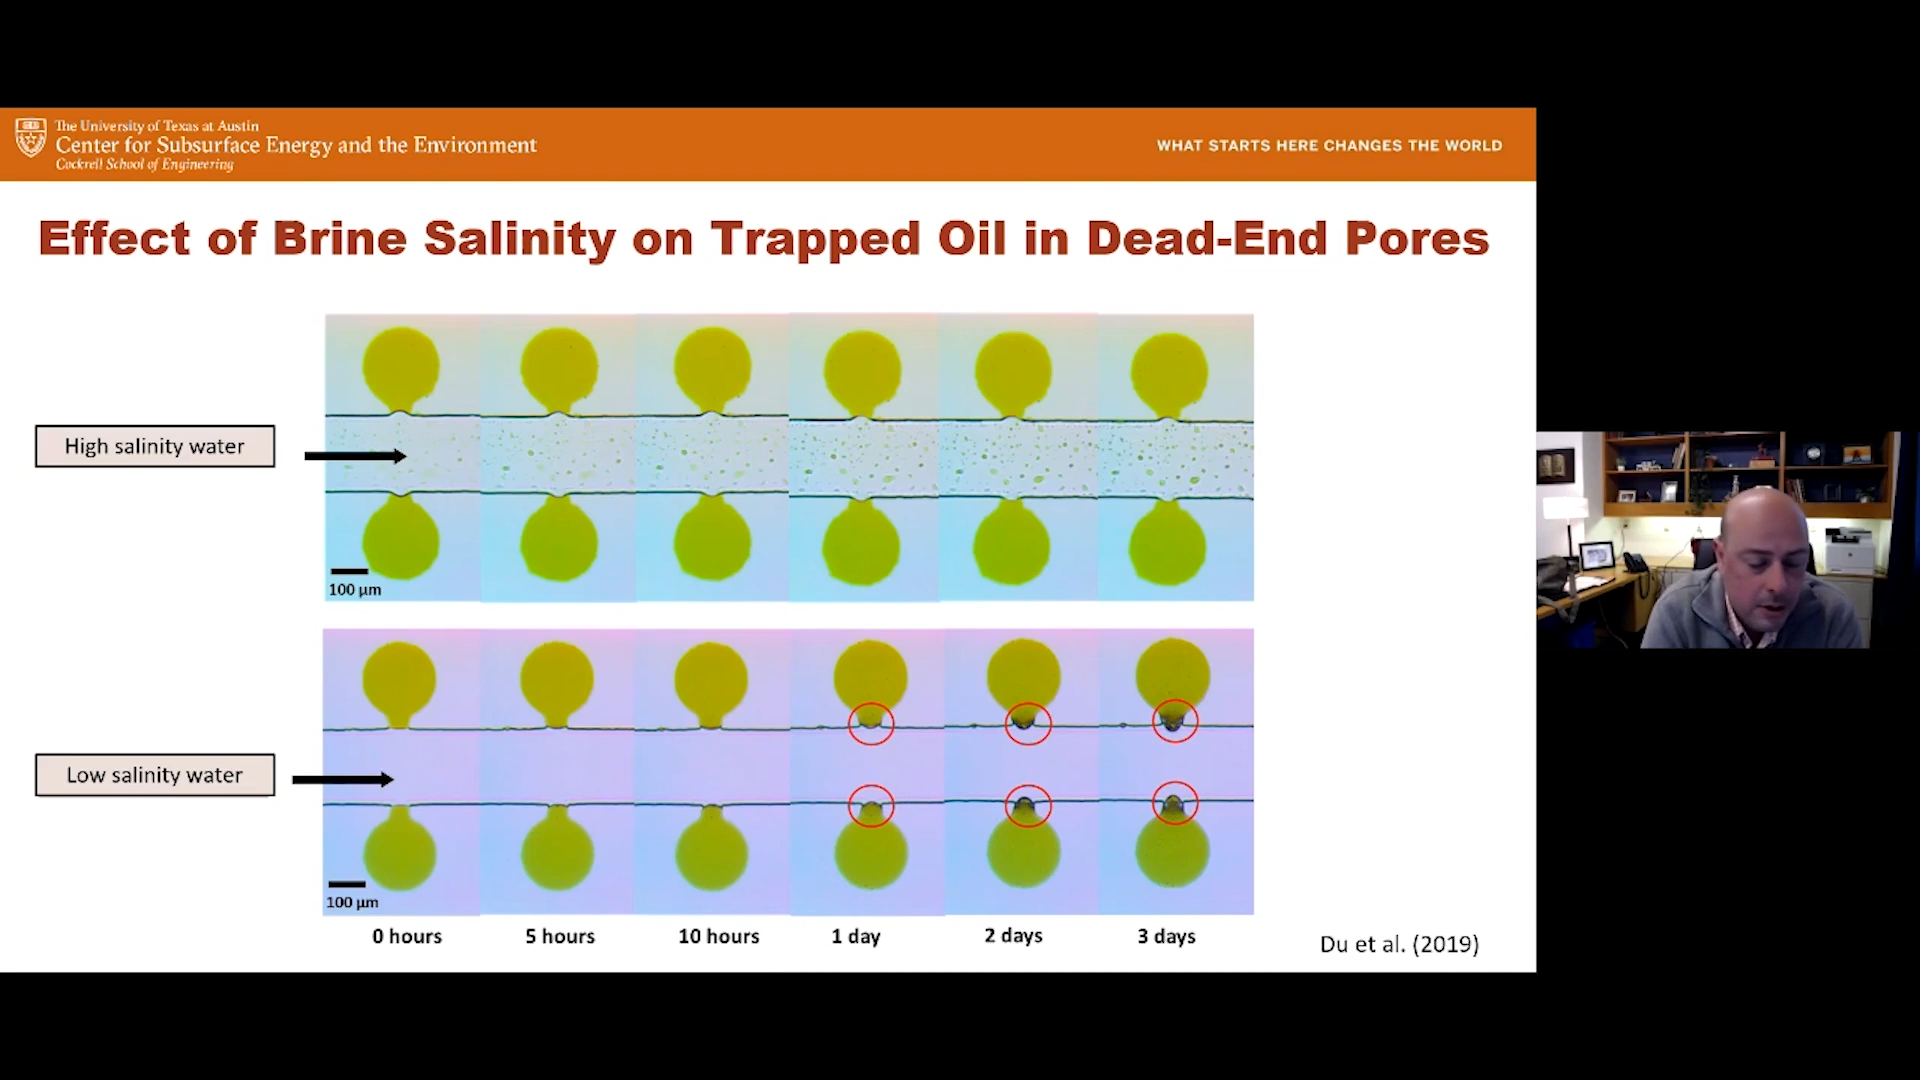 The University of Texas at Austin
Center for Subsurface Energy and the Environment
Cockrell School of Engineering
WHAT STARTS HERE CHANGES THE WORLD
Effect of Brine Salinity on Trapped Oil in Dead-End Pores
High salinity water
100 µm
Low salinity water
100 µm
0 hours
5 hours
10 hours
1 day
2 days
3 days
Du et al. (2019)